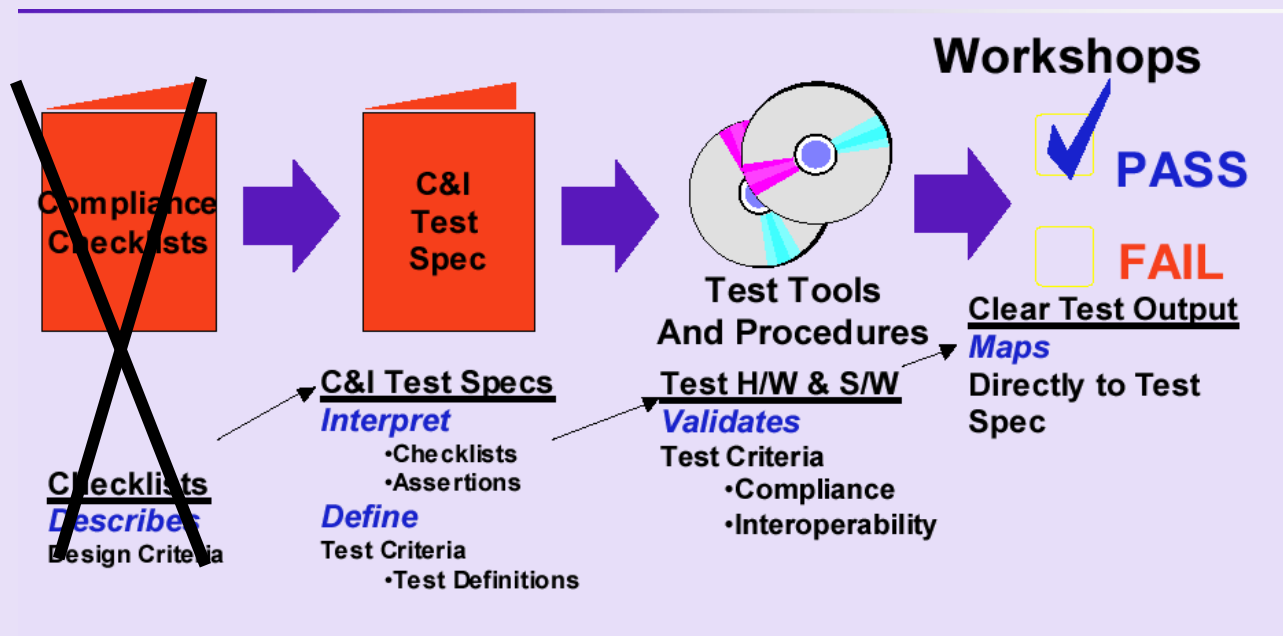 Workshops
Compliance
Checklists
C&I
Test
Spec
Test Tools
And Procedures
PASS
FAIL
Checklists
Describes
Design Criteria
C&I Test Specs
Interpret
•Checklists
•Assertions
Define
Test Criteria
•Test Definitions
Test H/W & S/W
Validates
Test Criteria
•Compliance
•Interoperability
Clear Test Output
Maps
Directly to Test
Spec